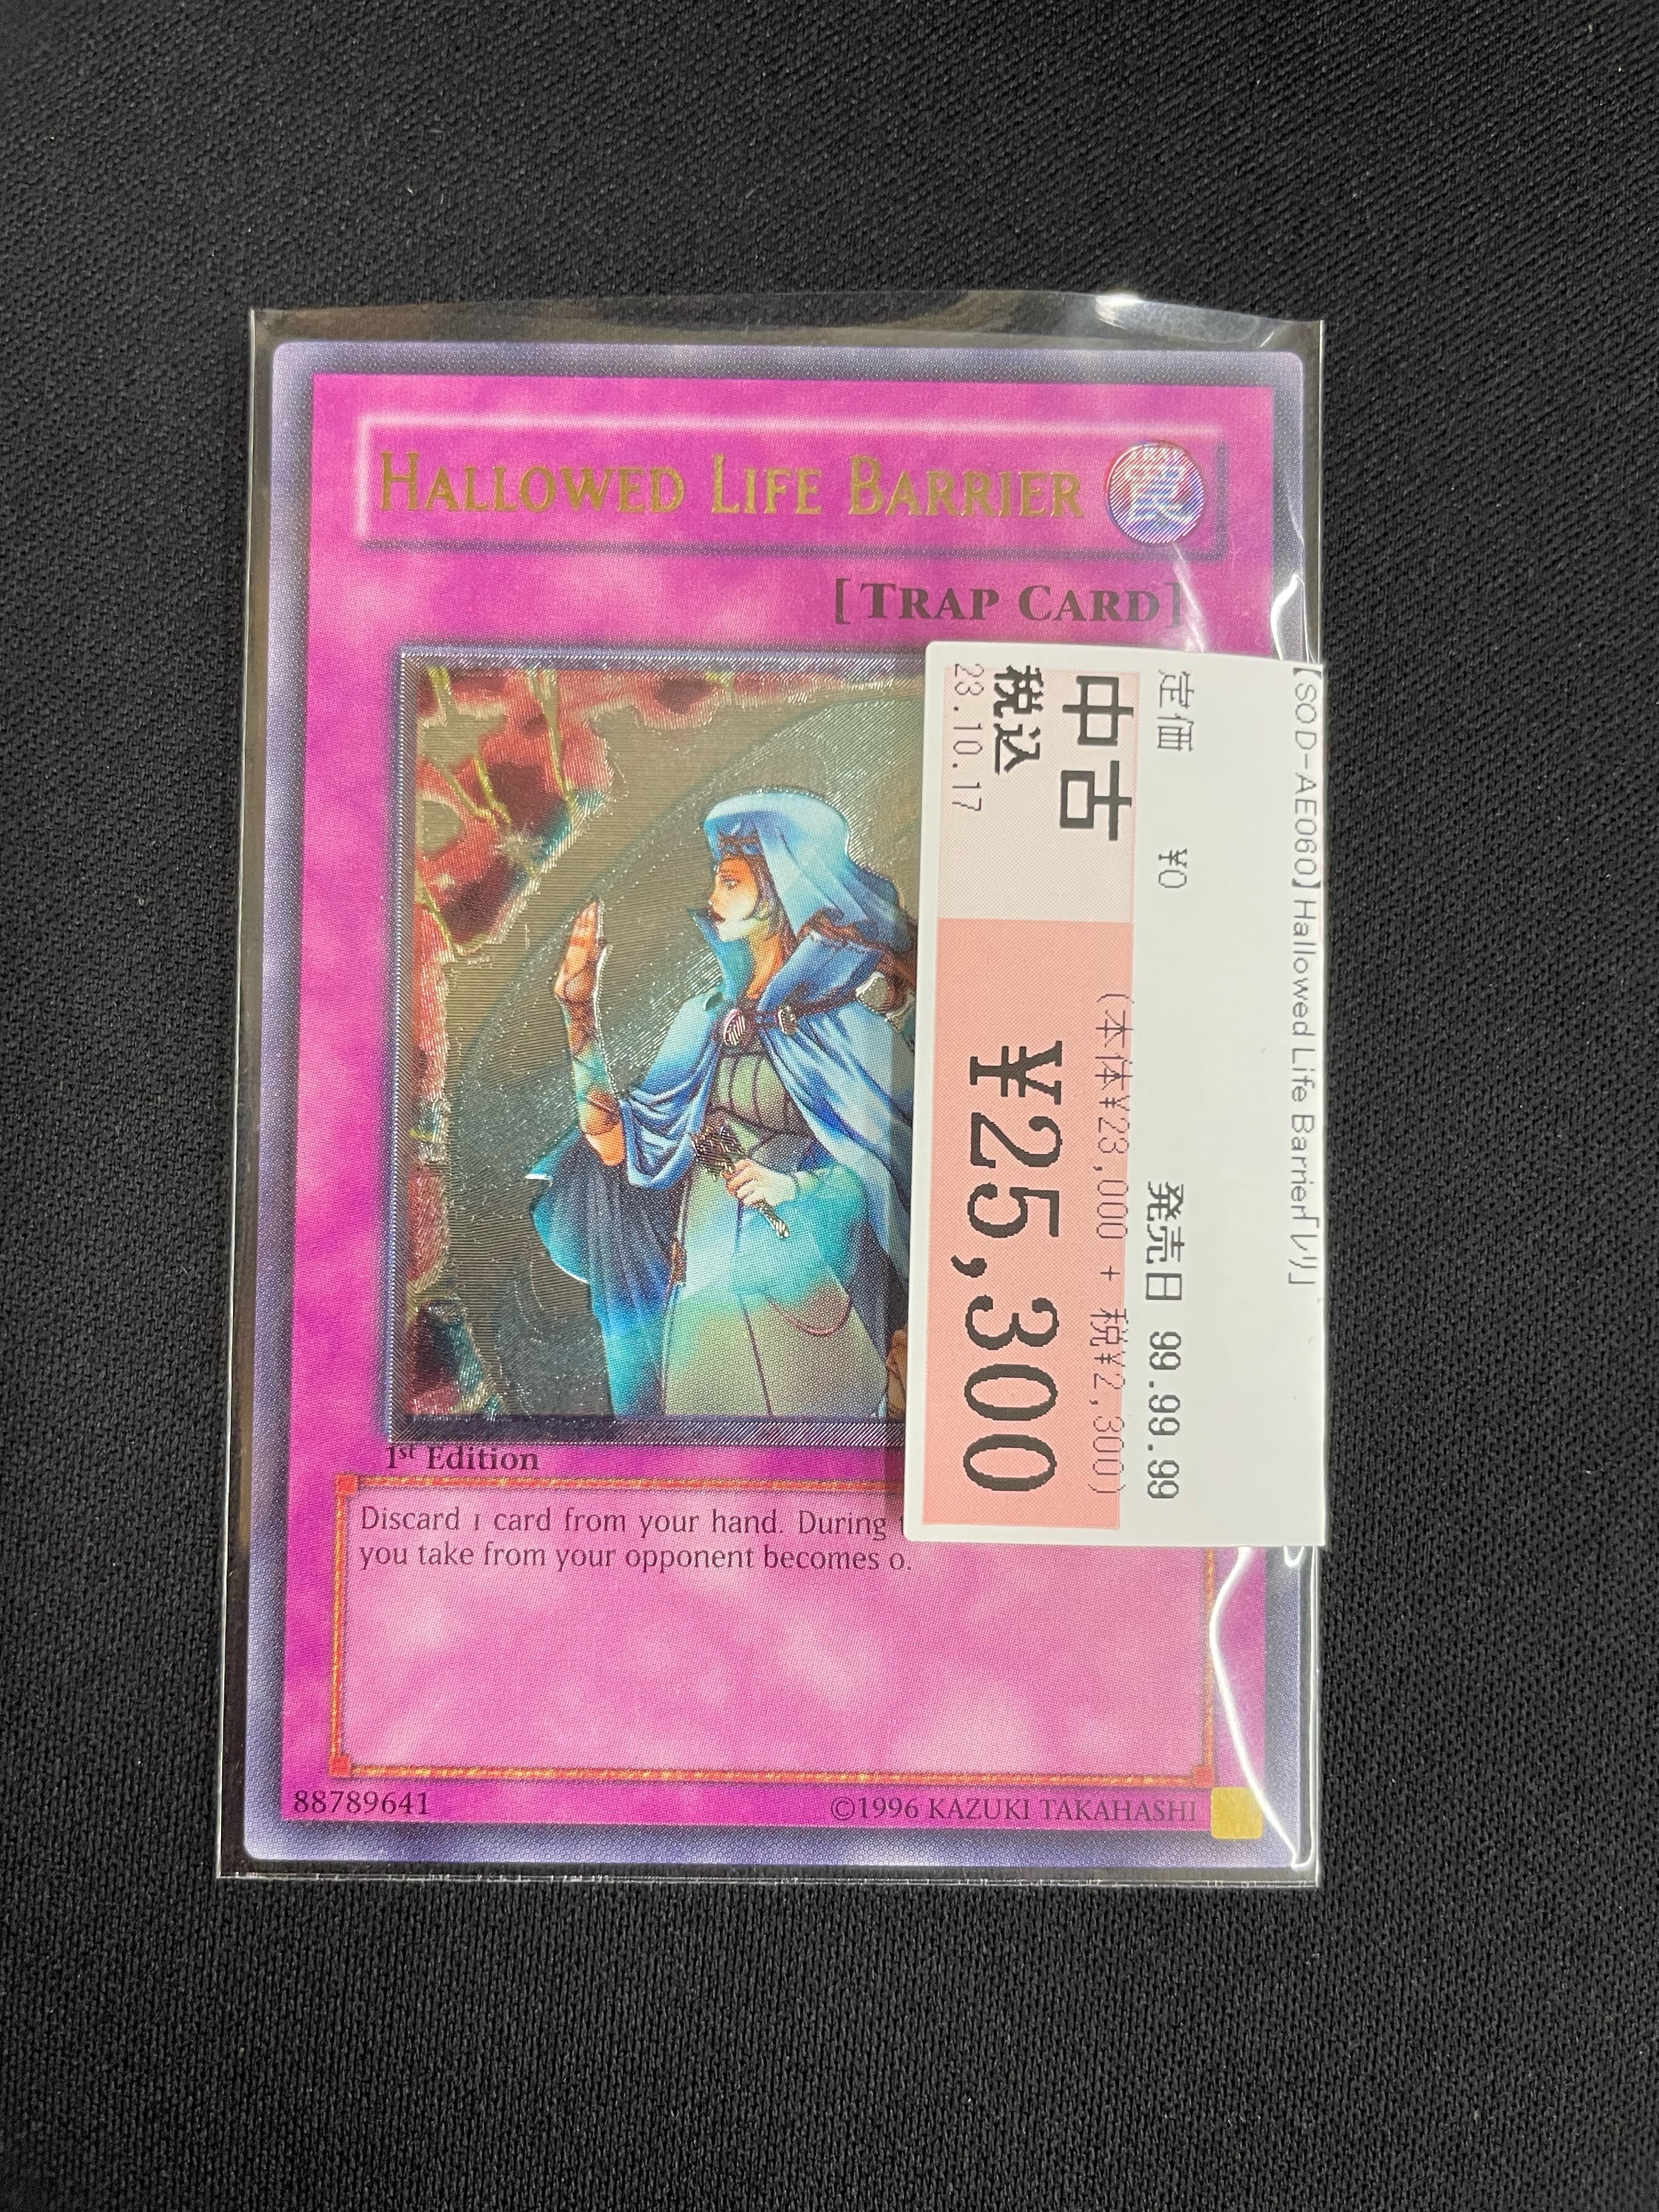 HALLOWED LIFE BARRIER
罠
[TRAP CARD]
1st Edition
Discard 1 card from your hand. During
you take from your opponent becomes 0.
88789641
©1996 KAZUKI TAKAHASHI
【SOD-AE060】Hallowed Life Barrier「レリ」
定価 ¥0 発売日 99.99.99
中古
税込
23.10.17
(本体¥23,000 + 税¥2,300)
¥25,300